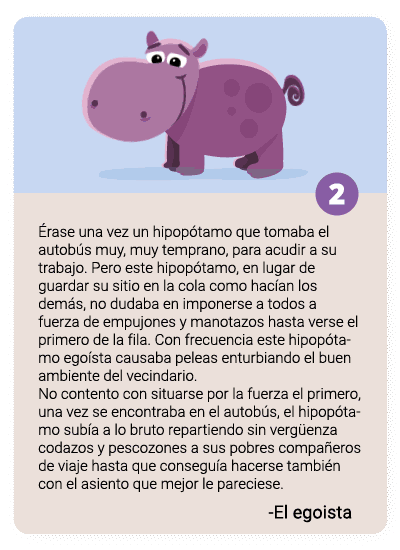 2
Érase una vez un hipopótamo que tomaba el
autobús muy, muy temprano, para acudir a su
trabajo. Pero este hipopótamo, en lugar de
guardar su sitio en la cola como hacían los
demás, no dudaba en imponerse a todos a
fuerza de empujones y manotazos hasta verse el
primero de la fila. Con frecuencia este hipopóta-
mo egoísta causaba peleas enturbiando el buen
ambiente del vecindario.
No contento con situarse por la fuerza el primero,
una vez se encontraba en el autobús, el hipopóta-
mo subía a lo bruto repartiendo sin vergüenza
codazos y pescozones a sus pobres compañeros
de viaje hasta que conseguía hacerse también
con el asiento que mejor le pareciese.
-El egoista